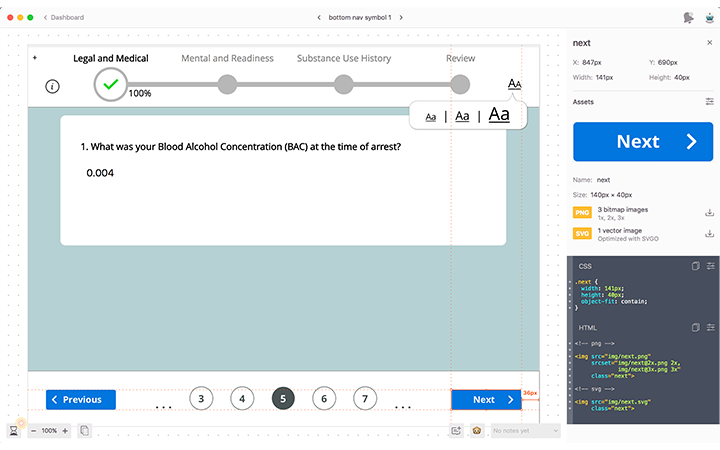 Dashboard
bottom nav symbol 1
Legal and Medical
Mental and Readiness
Substance Use History
Review
100%
AA
Aa | Aa | Aa
1. What was your Blood Alcohol Concentration (BAC) at the time of arrest?
0.004
Previous
... 3 4 5 6 7 ...
Next
36px
− 100% +
No notes yet
next
X: 847px Y: 690px
Width: 141px Height: 40px
Assets
Next
Name: next
Size: 140px × 40px
PNG 3 bitmap images
1x, 2x, 3x
SVG 1 vector image
Optimized with SVGO
CSS
.next {
width: 141px;
height: 40px;
object-fit: contain;
}
HTML
<!-- png -->
<img src="img/next.png"
srcset="img/next@2x.png 2x,
img/next@3x.png 3x"
class="next">
<!-- svg -->
<img src="img/next.svg"
class="next">